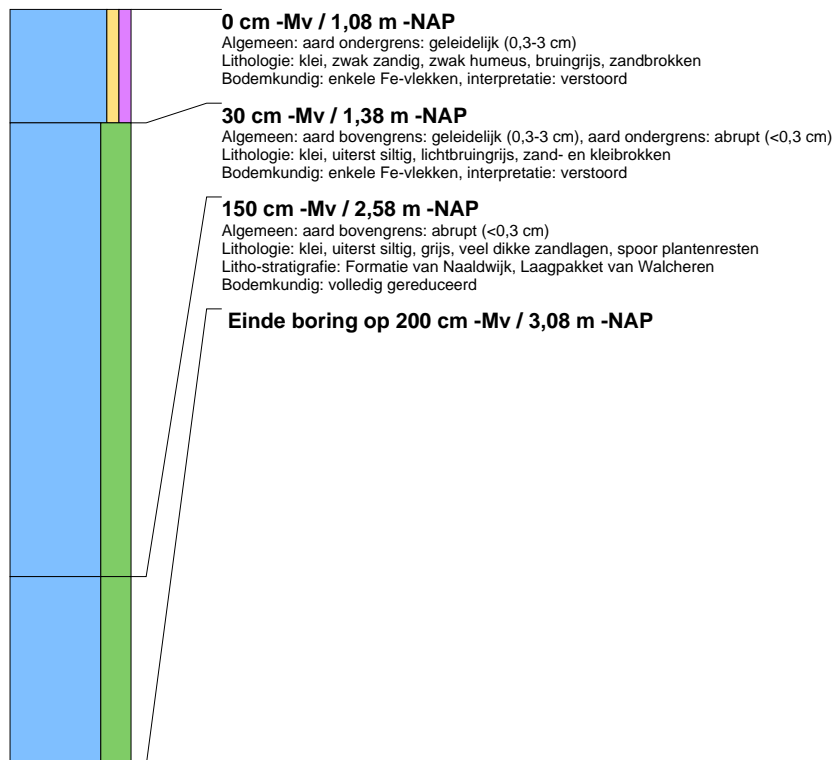 0 cm -Mv / 1,08 m -NAP
Algemeen: aard ondergrens: geleidelijk (0,3-3 cm)
Lithologie: klei, zwak zandig, zwak humeus, bruingrijs, zandbrokken
Bodemkundig: enkele Fe-vlekken, interpretatie: verstoord
30 cm -Mv / 1,38 m -NAP
Algemeen: aard bovengrens: geleidelijk (0,3-3 cm), aard ondergrens: abrupt (<0,3 cm)
Lithologie: klei, uiterst siltig, lichtbruingrijs, zand- en kleibrokken
Bodemkundig: enkele Fe-vlekken, interpretatie: verstoord
150 cm -Mv / 2,58 m -NAP
Algemeen: aard bovengrens: abrupt (<0,3 cm)
Lithologie: klei, uiterst siltig, grijs, veel dikke zandlagen, spoor plantenresten
Litho-stratigrafie: Formatie van Naaldwijk, Laagpakket van Walcheren
Bodemkundig: volledig gereduceerd
Einde boring op 200 cm -Mv / 3,08 m -NAP